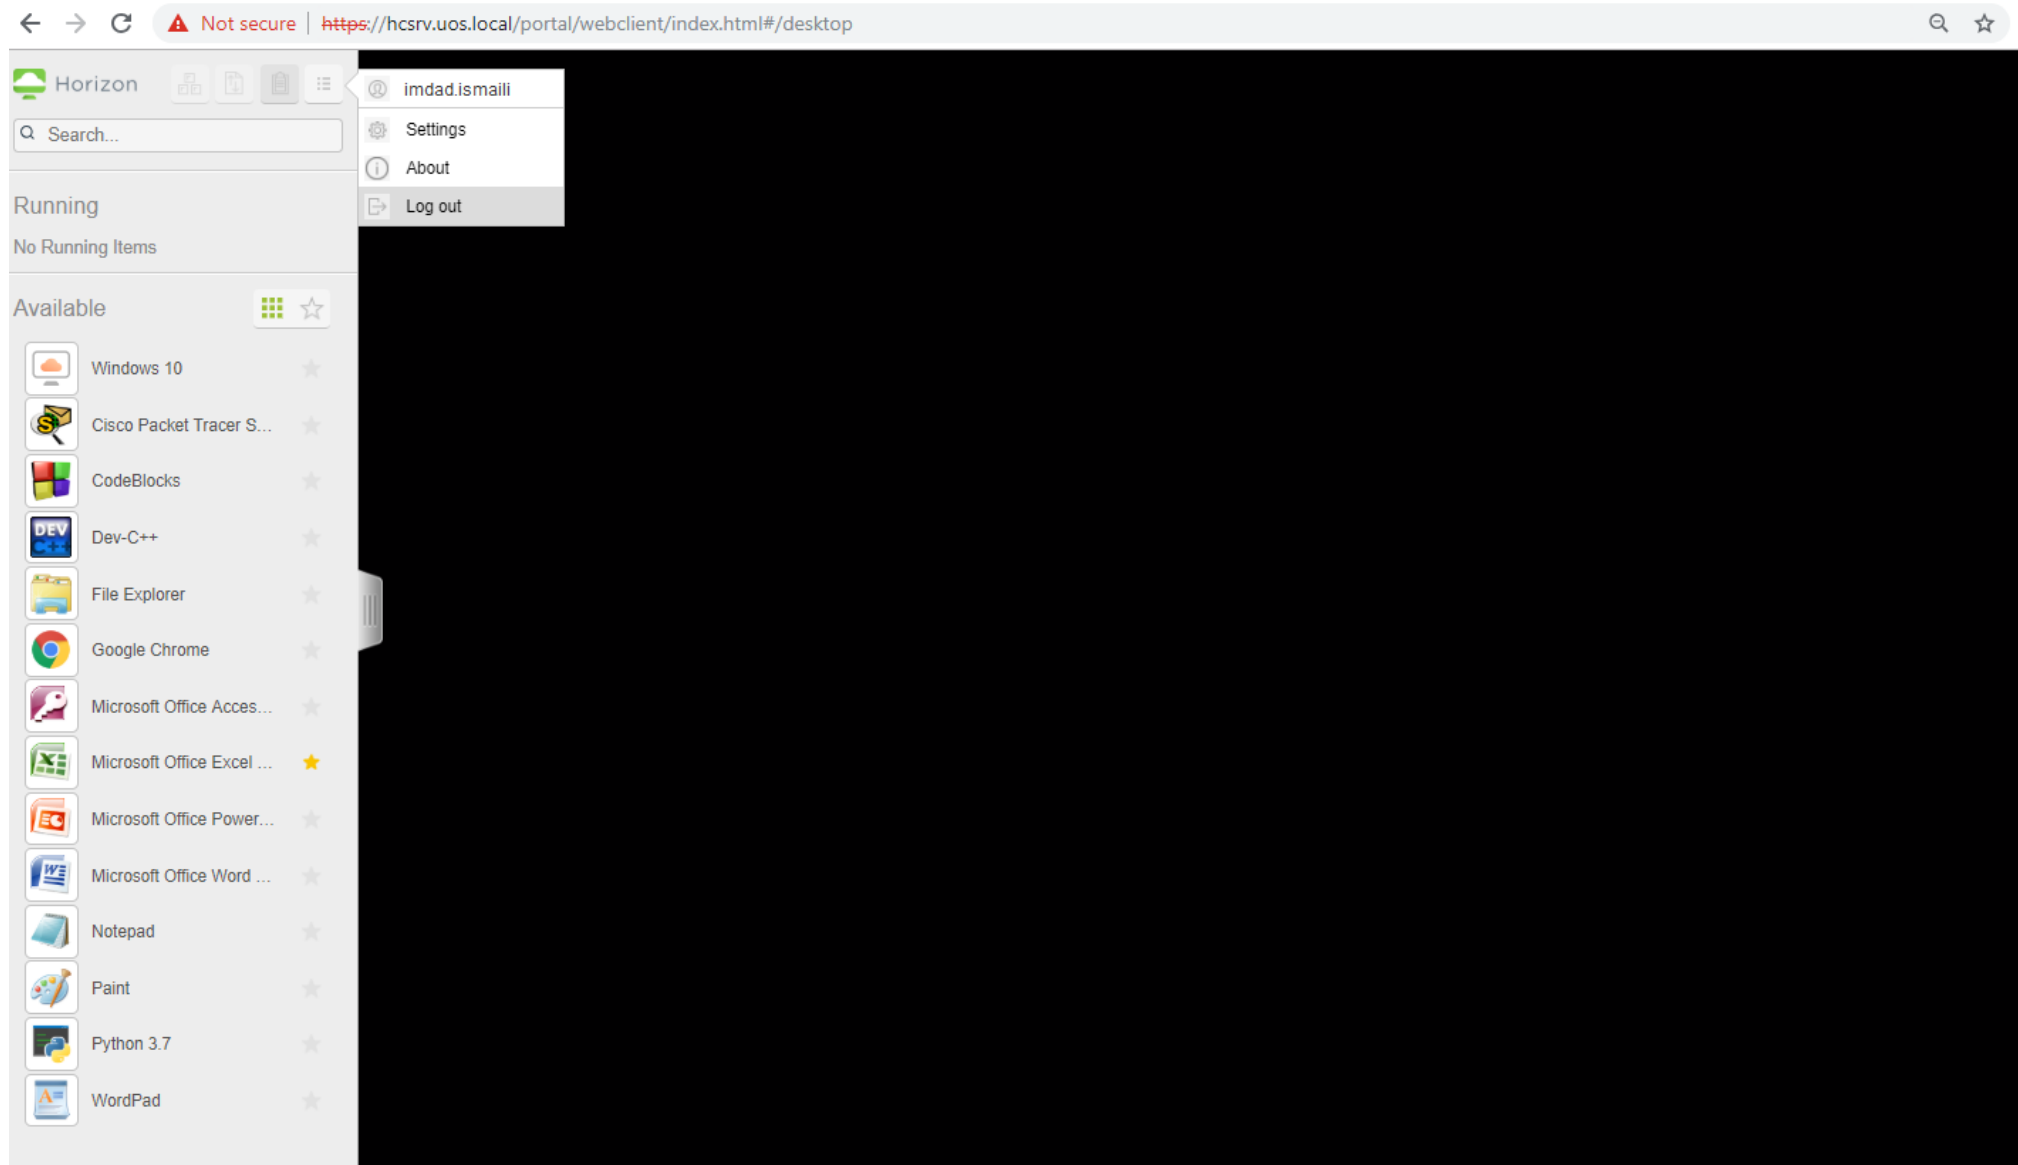 Not secure | https://hcsrv.uos.local/portal/webclient/index.html#/desktop
Horizon
imdad.ismaili
Search...
Settings
About
Log out
Running
No Running Items
Available
Windows 10
Cisco Packet Tracer S...
CodeBlocks
DEV C++
Dev-C++
File Explorer
Google Chrome
Microsoft Office Acces...
Microsoft Office Excel ...
Microsoft Office Power...
Microsoft Office Word ...
Notepad
Paint
Python 3.7
WordPad